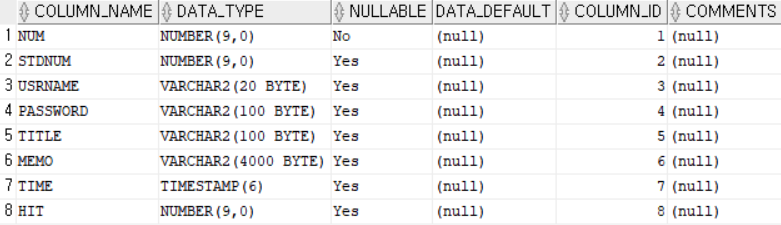 COLUMN_NAME DATA_TYPE NULLABLE DATA_DEFAULT COLUMN_ID COMMENTS
1 NUM NUMBER(9,0) No (null) 1 (null)
2 STDNUM NUMBER(9,0) Yes (null) 2 (null)
3 USRNAME VARCHAR2(20 BYTE) Yes (null) 3 (null)
4 PASSWORD VARCHAR2(100 BYTE) Yes (null) 4 (null)
5 TITLE VARCHAR2(100 BYTE) Yes (null) 5 (null)
6 MEMO VARCHAR2(4000 BYTE) Yes (null) 6 (null)
7 TIME TIMESTAMP(6) Yes (null) 7 (null)
8 HIT NUMBER(9,0) Yes (null) 8 (null)